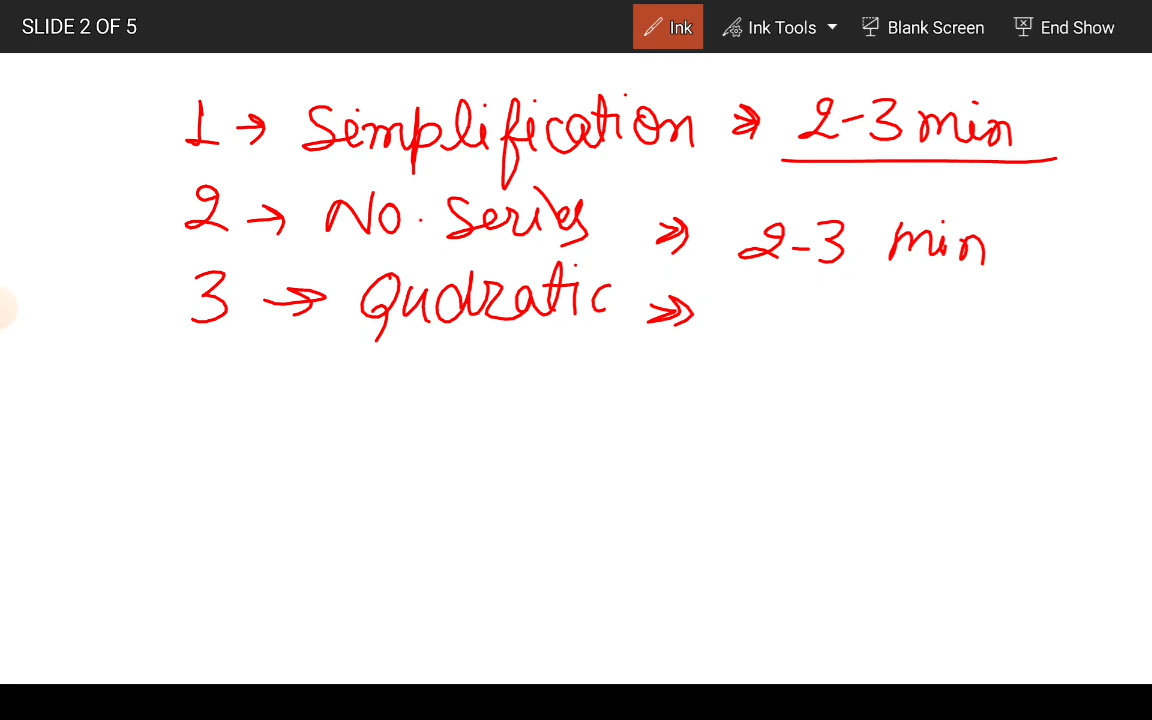 SLIDE 2 OF 5 Ink Ink Tools Blank Screen End Show
1 → Simplification ⇒ 2-3 min
2 → No. Series ⇒ 2-3 min
3 → Qudratic ⇒